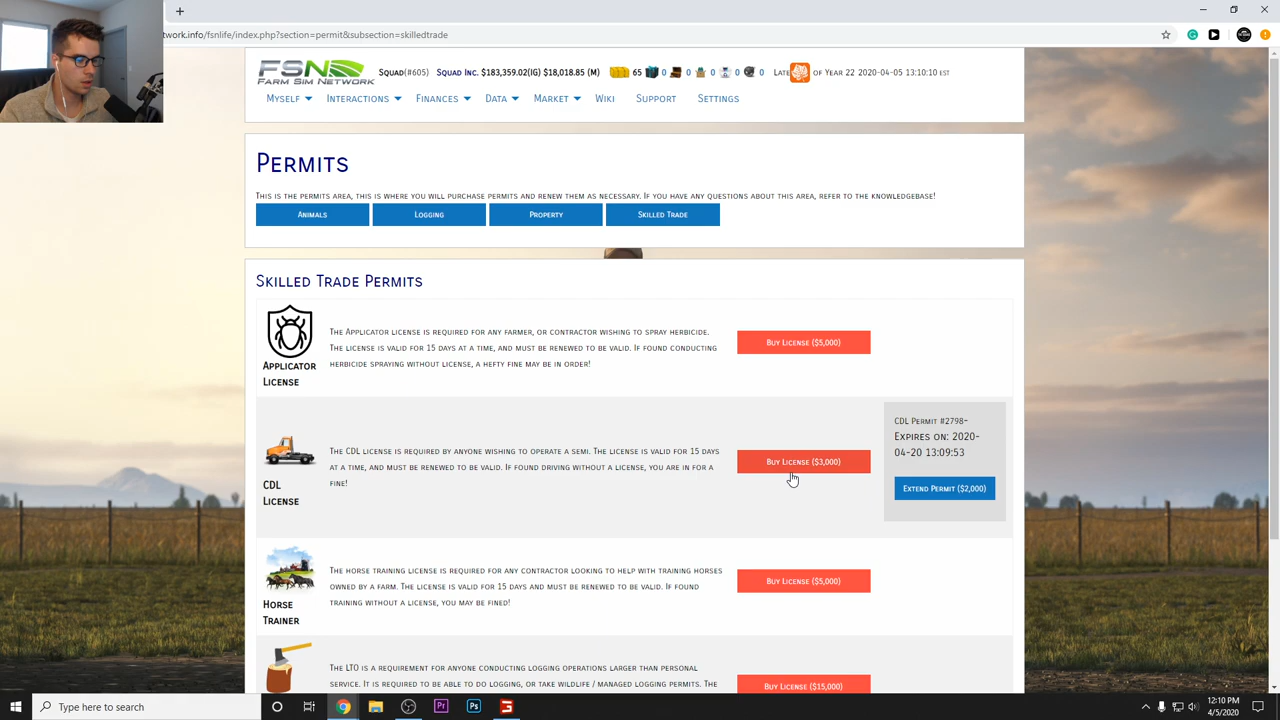 work.info/fsnlife/index.php?section=permit&subsection=skilledtrade
FSN
FARM SIM NETWORK
Squad(#605) Squad Inc. $183,359.02(IG) $18,018.85 (M) 65 0 0 0 0 0 Late of Year 22 2020-04-05 13:10:10 est
Myself Interactions Finances Data Market Wiki Support Settings
Permits
This is the permits area, this is where you will purchase permits and renew them as necessary. If you have any questions about this area, refer to the knowledgebase!
Animals Logging Property Skilled Trade
Skilled Trade Permits
Applicator
License
The Applicator license is required for any farmer, or contractor wishing to spray herbicide.
The license is valid for 15 days at a time, and must be renewed to be valid. If found conducting
herbicide spraying without license, a hefty fine may be in order!
Buy License ($5,000)
CDL
License
The CDL license is required by anyone wishing to operate a semi. The license is valid for 15 days
at a time, and must be renewed to be valid. If found driving without a license, you are in for a
fine!
Buy License ($3,000)
CDL Permit #2798-
Expires on: 2020-
04-20 13:09:53
Extend Permit ($2,000)
Horse
Trainer
The horse training license is required for any contractor looking to help with training horses
owned by a farm. The license is valid for 15 days and must be renewed to be valid. If found
training without a license, you may be fined!
Buy License ($5,000)
The LTO is a requirement for anyone conducting logging operations larger than personal
service. It is required to be able to do logging, or take wildlife / managed logging permits. The
Buy License ($15,000)
Type here to search
12:10 PM
4/5/2020